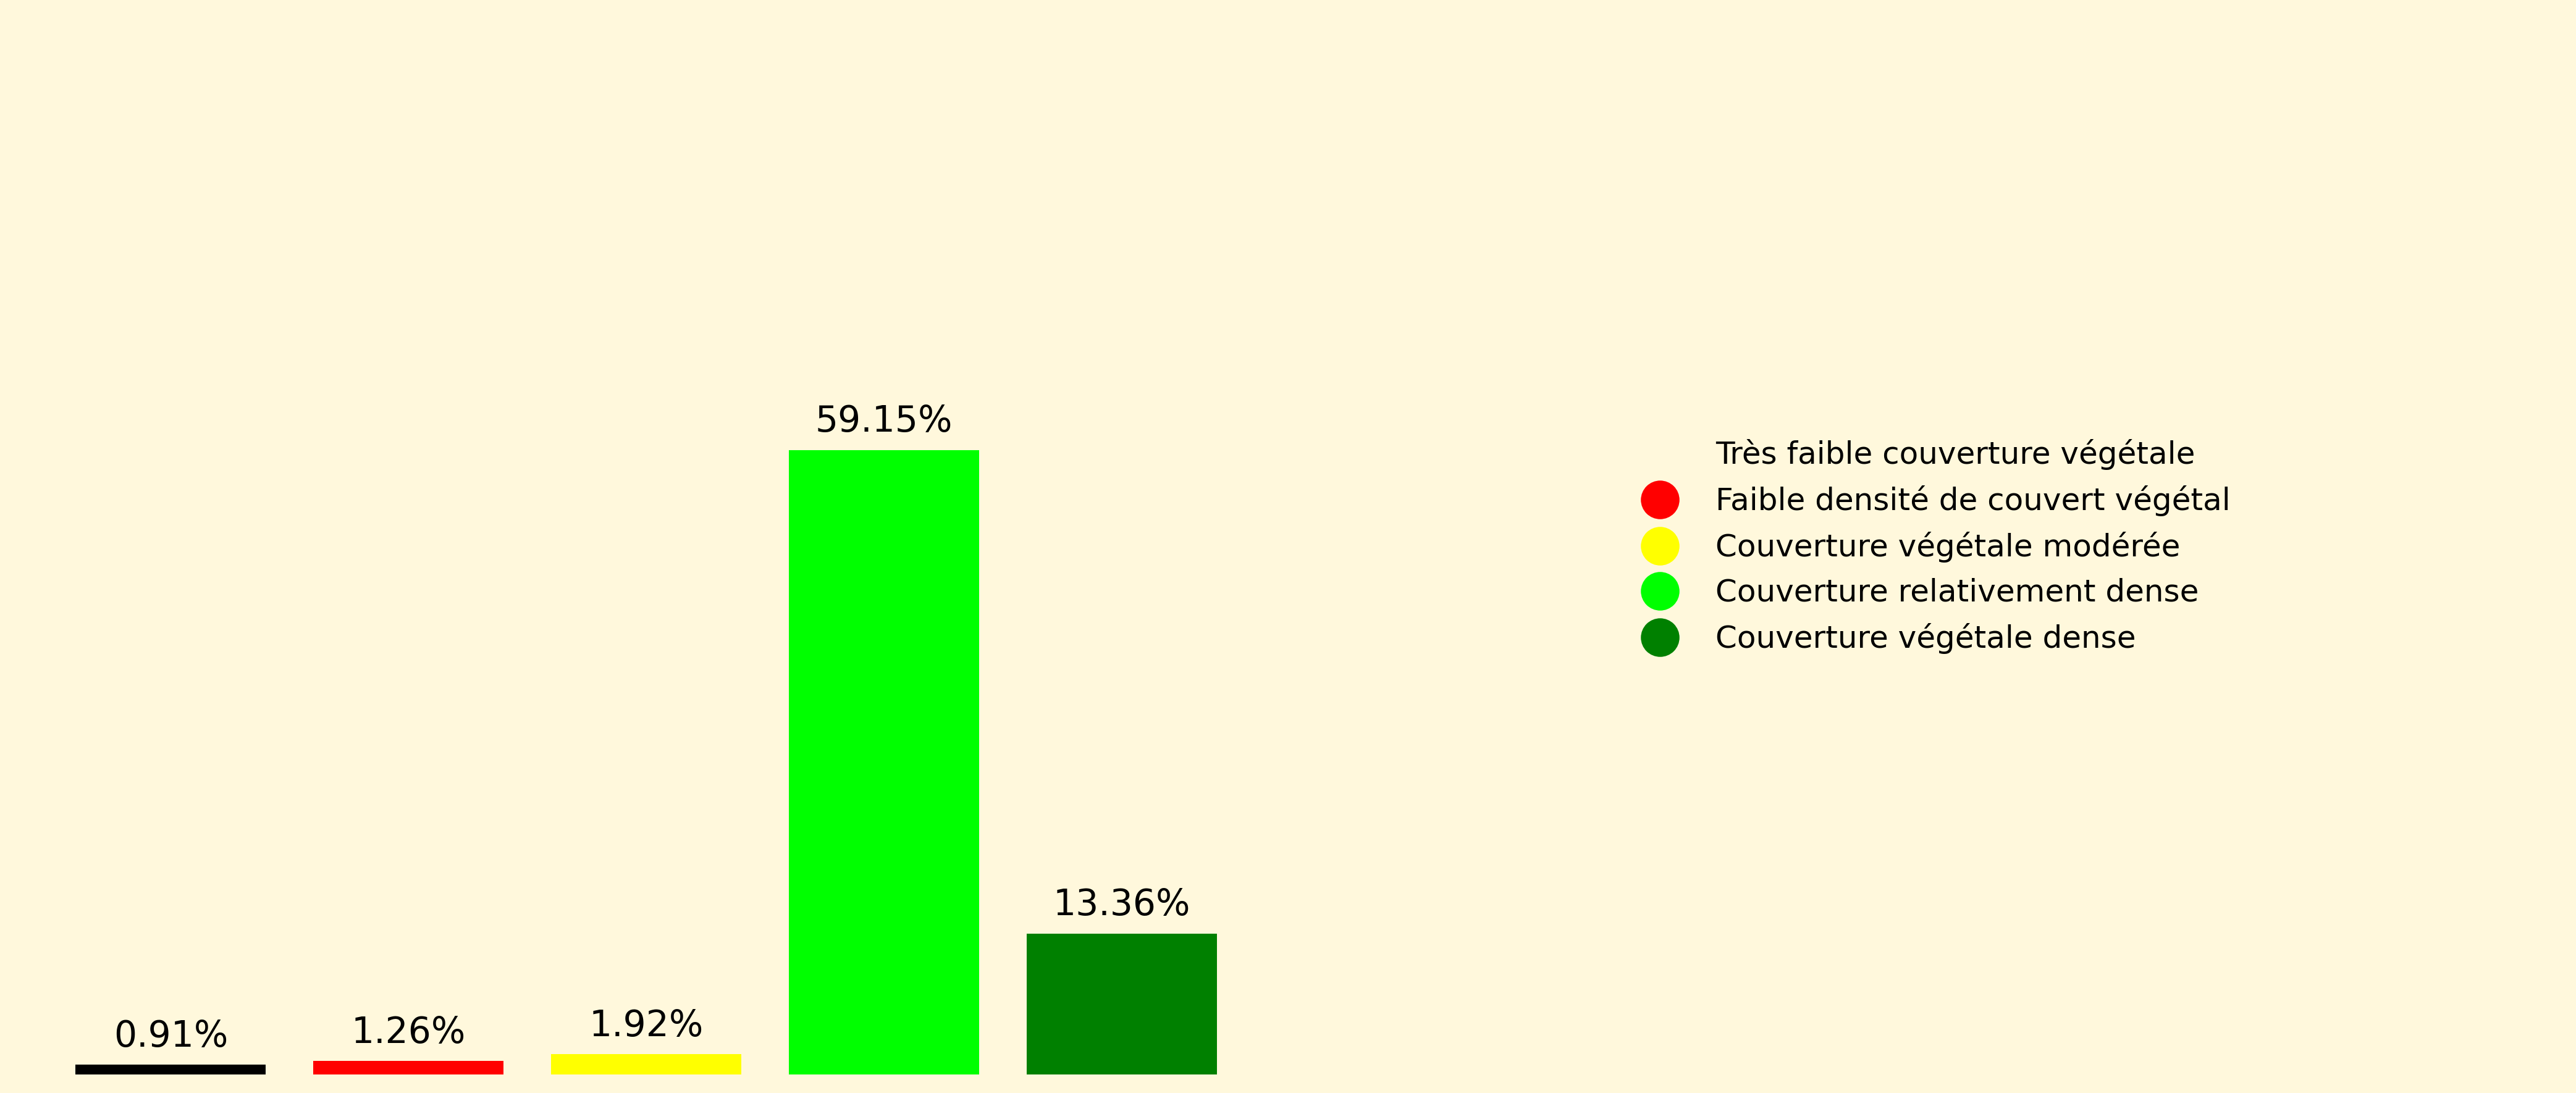 59.15%
13.36%
1.92%
1.26%
0.91%
Très faible couverture végétale
Faible densité de couvert végétal
Couverture végétale modérée
Couverture relativement dense
Couverture végétale dense